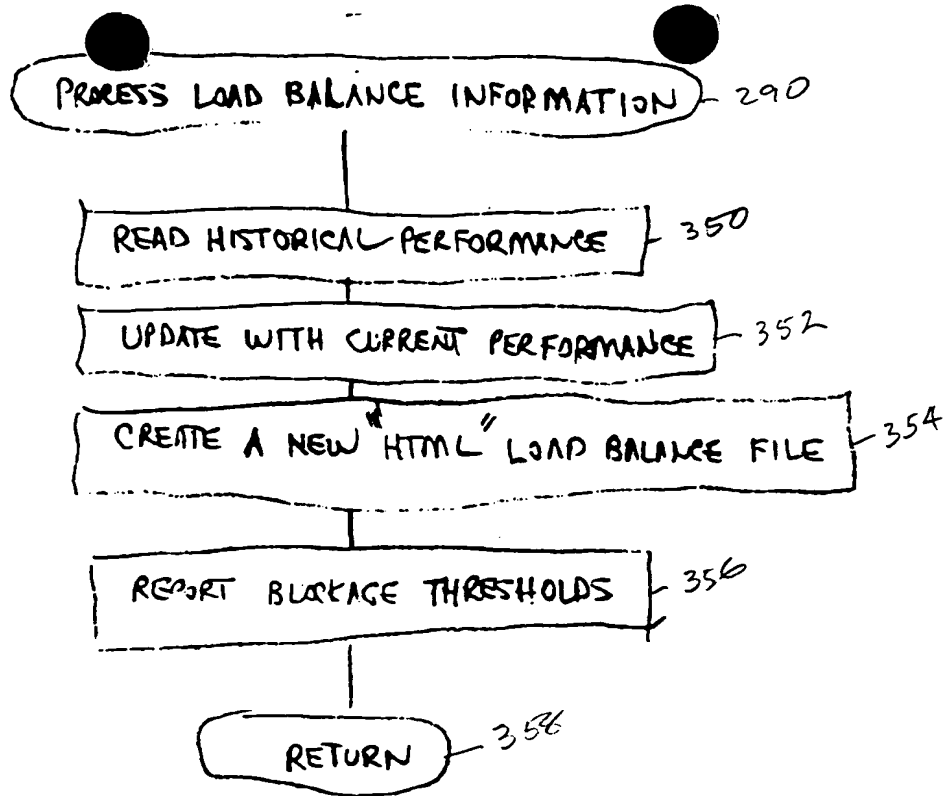 PROCESS LOAD BALANCE INFORMATION 290
READ HISTORICAL PERFORMANCE 350
UPDATE WITH CURRENT PERFORMANCE 352
CREATE A NEW "HTML" LOAD BALANCE FILE 354
REPORT BLOCKAGE THRESHOLDS 356
RETURN 358